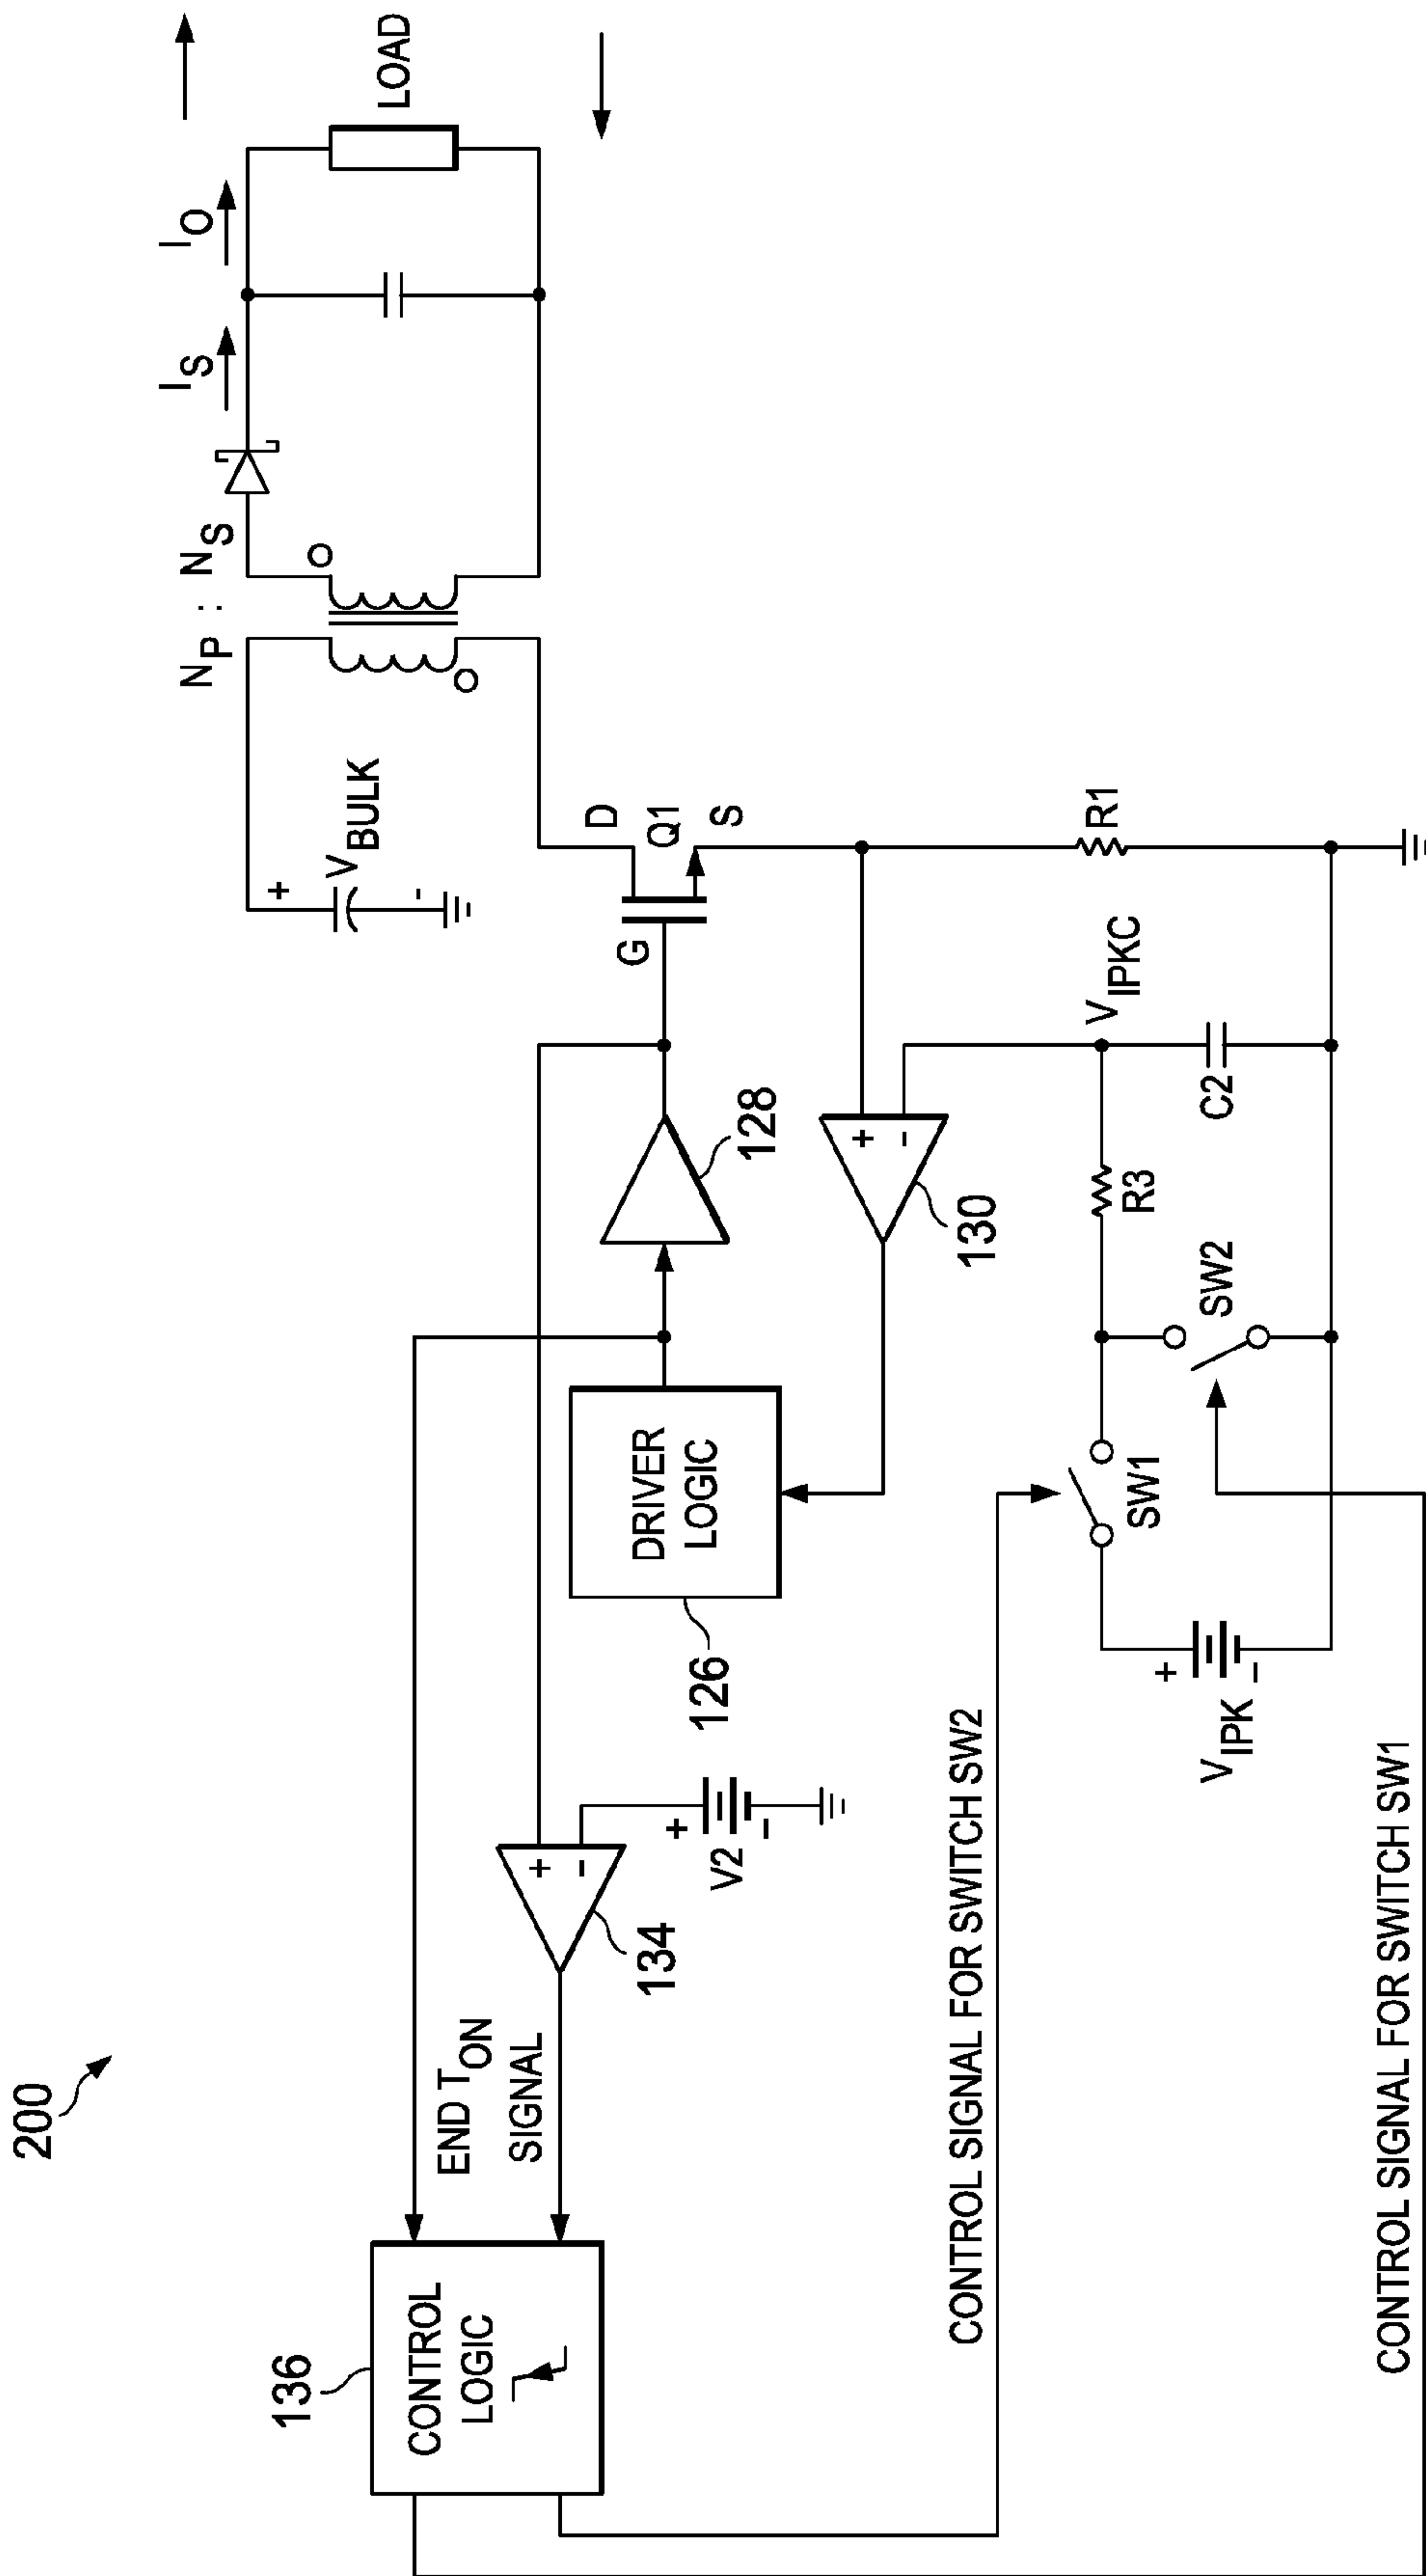 200
136
CONTROL
LOGIC
END T_ON
SIGNAL
134
+
-
V2
+
-
126
DRIVER
LOGIC
128
130
+
-
G
D
Q1
S
V_BULK
+
-
N_P : N_S
I_S
I_O
LOAD
R1
V_IPKC
C2
R3
SW2
SW1
V_IPK
+
-
CONTROL SIGNAL FOR SWITCH SW2
CONTROL SIGNAL FOR SWITCH SW1